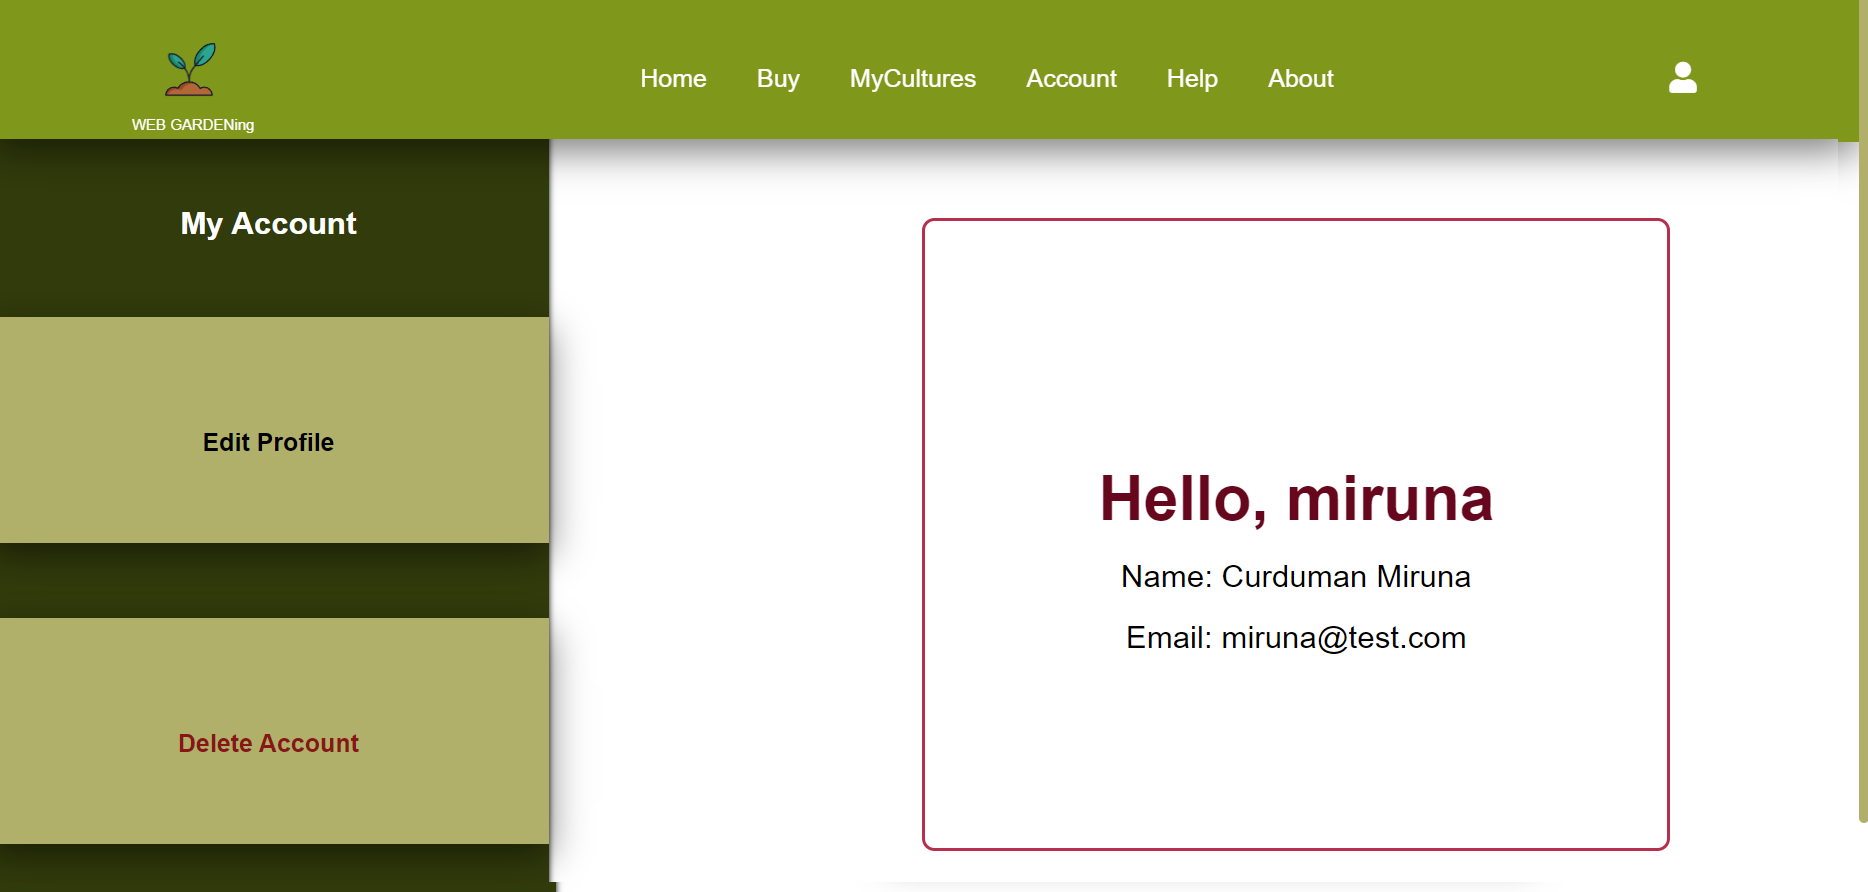 WEB GARDENing
Home Buy MyCultures Account Help About
My Account
Edit Profile
Delete Account
Hello, miruna
Name: Curduman Miruna
Email: miruna@test.com